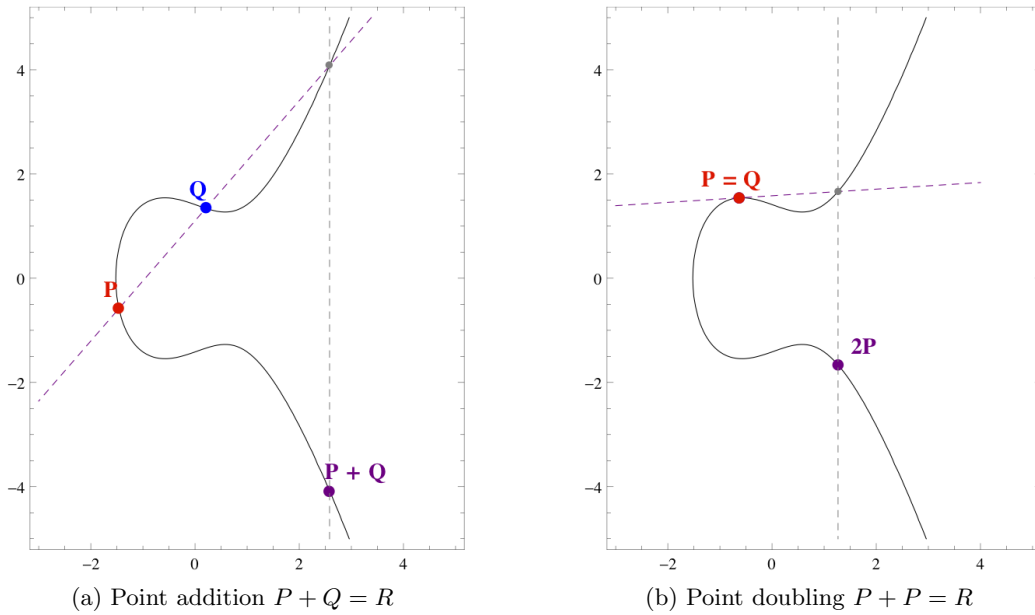 4
2
0
−2
−4
−2
0
2
4
Q
P
P + Q
(a) Point addition P + Q = R
4
2
0
−2
−4
−2
0
2
4
P = Q
2P
(b) Point doubling P + P = R